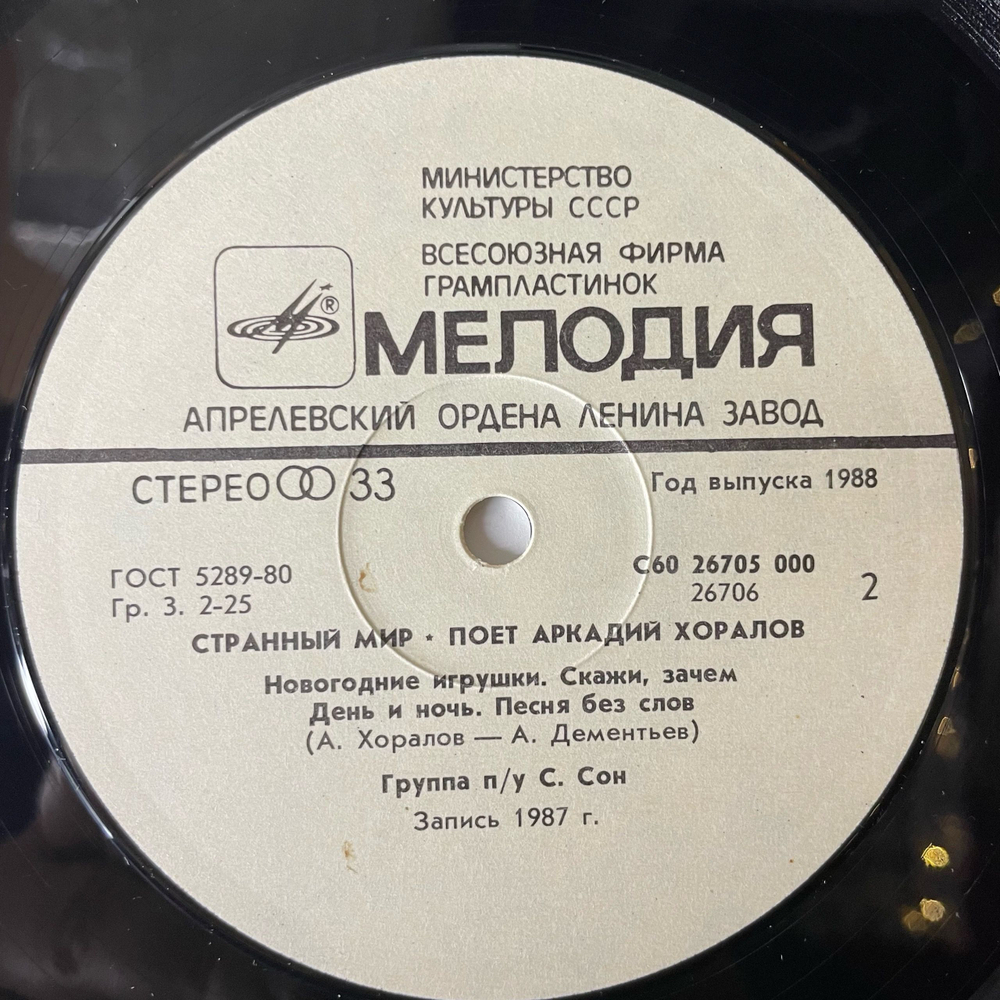 МИНИСТЕРСТВО
КУЛЬТУРЫ СССР
ВСЕСОЮЗНАЯ ФИРМА
ГРАМПЛАСТИНОК
®
МЕЛОДИЯ
АПРЕЛЕВСКИЙ ОРДЕНА ЛЕНИНА ЗАВОД
СТЕРЕО 33
Год выпуска 1988
ГОСТ 5289-80
Гр. 3. 2-25
С60 26705 000
26706
2
СТРАННЫЙ МИР • ПОЕТ АРКАДИЙ ХОРАЛОВ
Новогодние игрушки. Скажи, зачем
День и ночь. Песня без слов
(А. Хоралов — А. Дементьев)
Группа п/у С. Сон
Запись 1987 г.